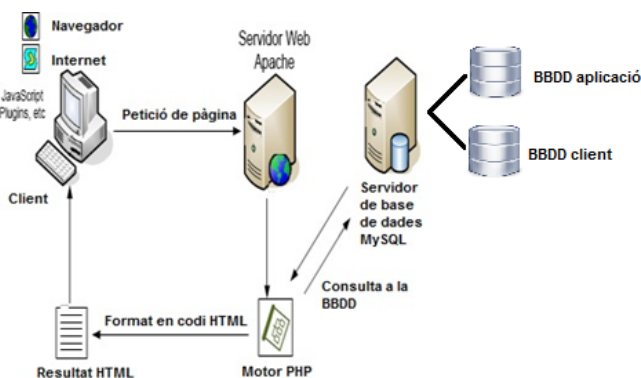 Navegador
Internet
JavaScript
Plugins, etc
Client
Petició de pàgina
Servidor Web
Apache
BBDD aplicació
BBDD client
Servidor
de base
de dades
MySQL
Consulta a la
BBDD
Format en codi HTML
Resultat HTML
Motor PHP